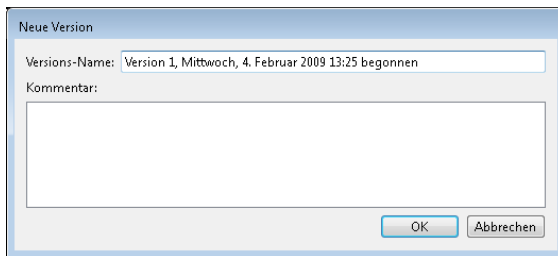 Neue Version
Versions-Name: Version 1, Mittwoch, 4. Februar 2009 13:25 begonnen
Kommentar:
OK Abbrechen